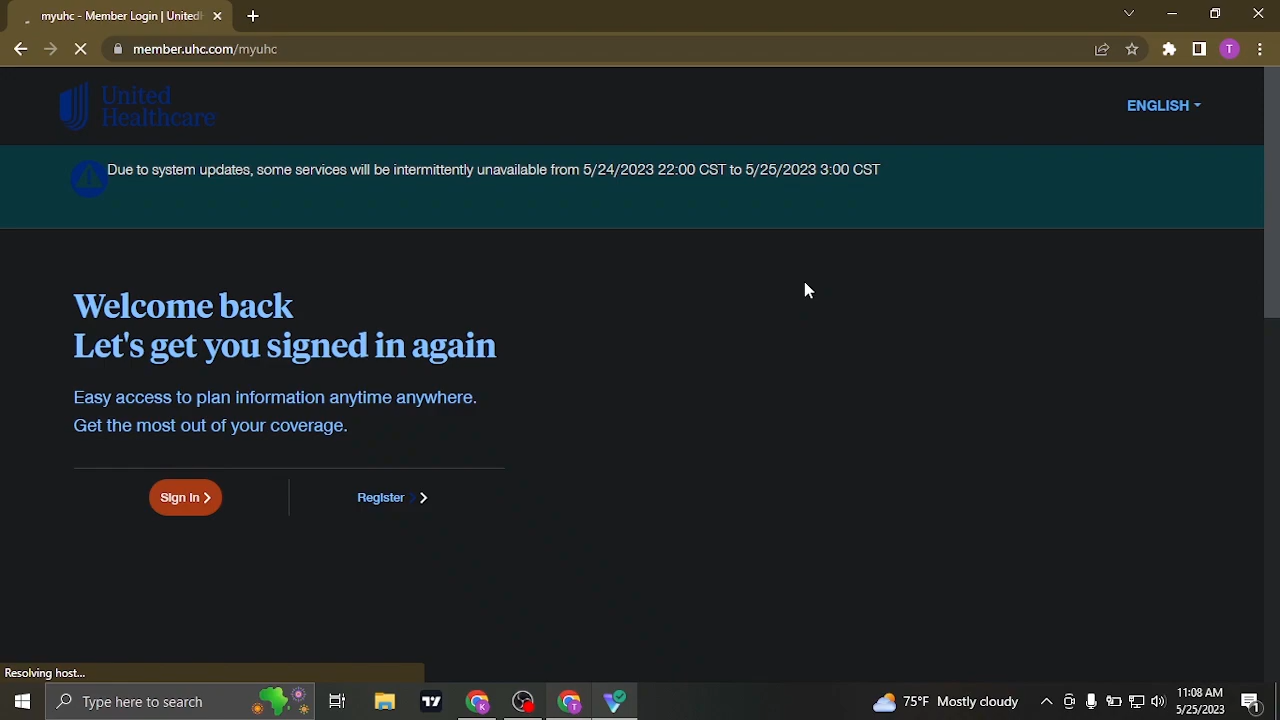 myuhc - Member Login | UnitedH
member.uhc.com/myuhc
T
United
Healthcare
ENGLISH
Due to system updates, some services will be intermittently unavailable from 5/24/2023 22:00 CST to 5/25/2023 3:00 CST
Welcome back
Let's get you signed in again
Easy access to plan information anytime anywhere.
Get the most out of your coverage.
Sign In
Register
Resolving host...
Type here to search
K
T
75°F Mostly cloudy
11:08 AM
5/25/2023
1